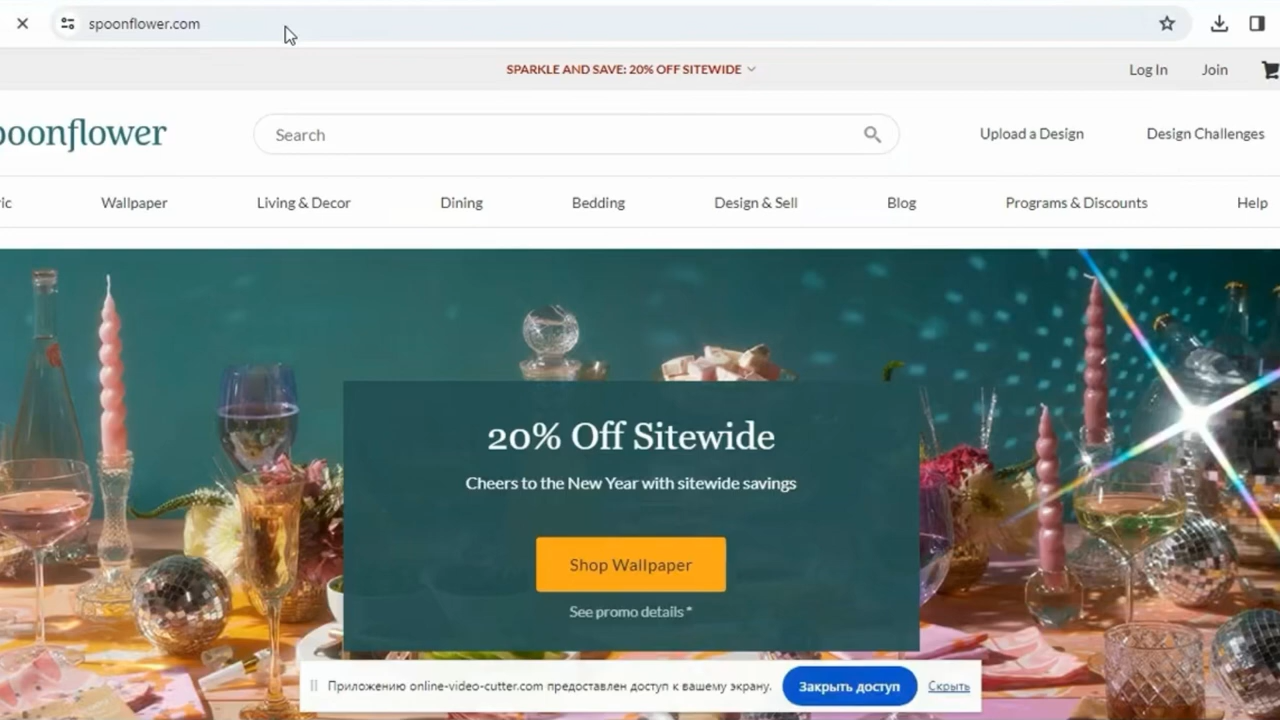 spoonflower.com
SPARKLE AND SAVE: 20% OFF SITEWIDE
Log In
Join
poonflower
Search
Upload a Design
Design Challenges
ic
Wallpaper
Living & Decor
Dining
Bedding
Design & Sell
Blog
Programs & Discounts
Help
20% Off Sitewide
Cheers to the New Year with sitewide savings
Shop Wallpaper
See promo details *
Приложению online-video-cutter.com предоставлен доступ к вашему экрану.
Закрыть доступ
Скрыть